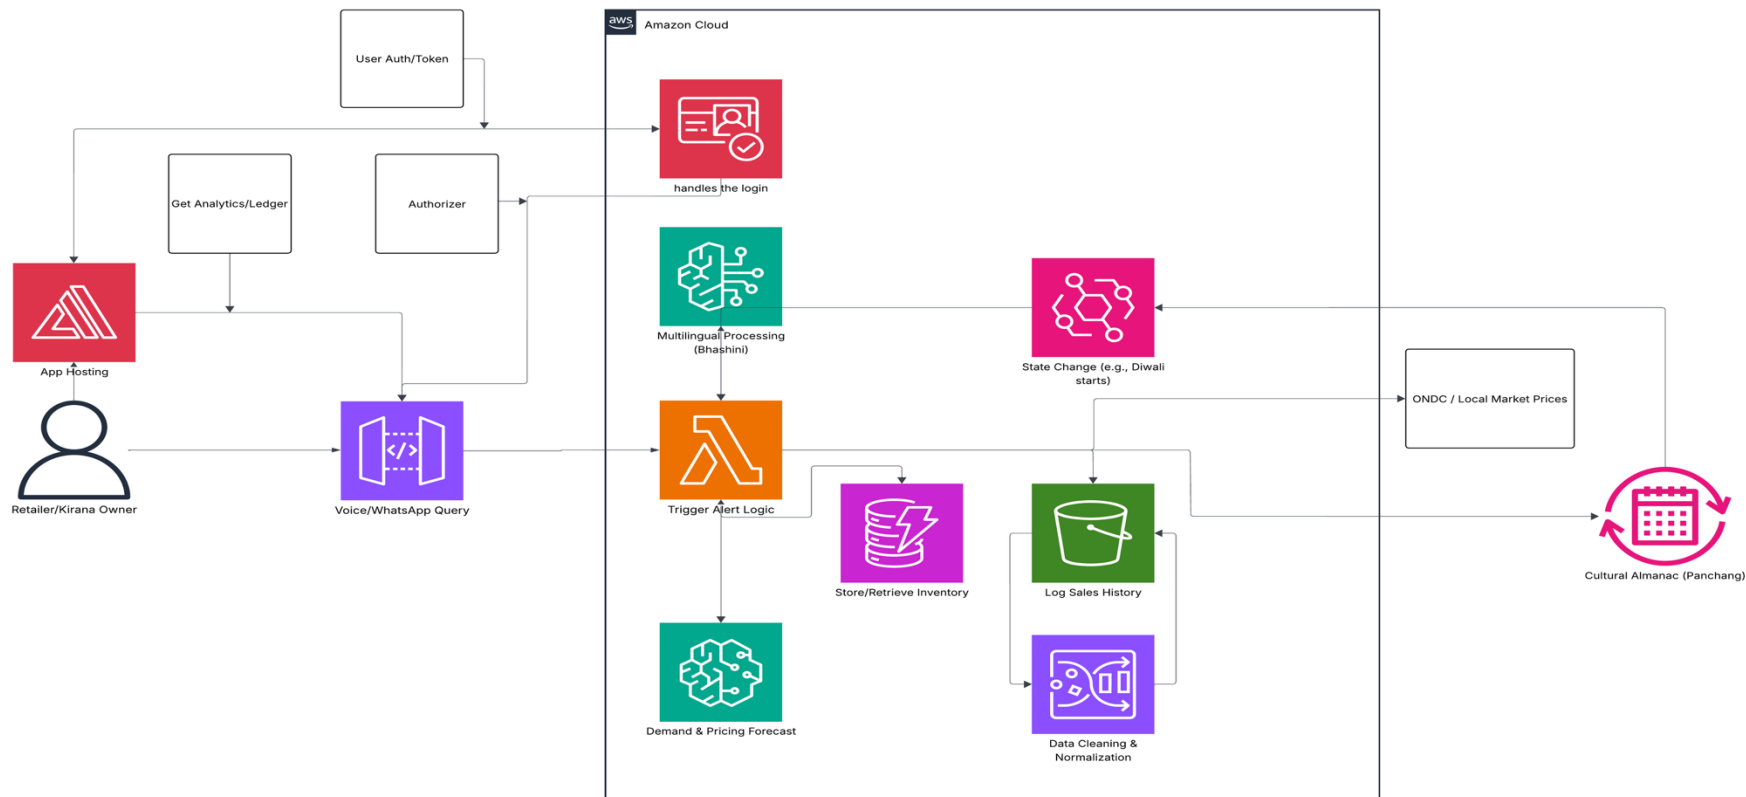 aws
Amazon Cloud
User Auth/Token
handles the login
Get Analytics/Ledger
Authorizer
Multilingual Processing
(Bhashini)
State Change (e.g., Diwali
starts)
App Hosting
ONDC / Local Market Prices
</>
Retailer/Kirana Owner
Voice/WhatsApp Query
Trigger Alert Logic
Store/Retrieve Inventory
Log Sales History
Cultural Almanac (Panchang)
Demand & Pricing Forecast
Data Cleaning &
Normalization